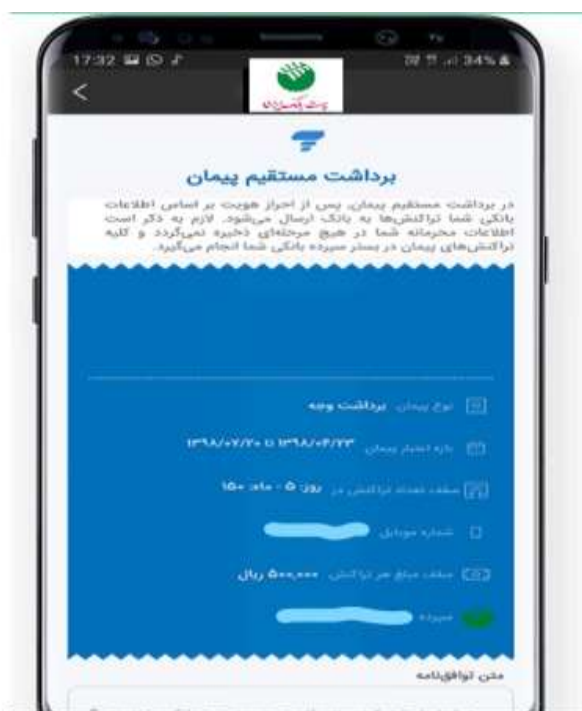 17:32 34%
پست بانک ایران
برداشت مستقیم پیمان
در برداشت مستقیم پیمان، پس از احراز هویت بر اساس اطلاعات
بانکی شما تراکنش‌ها به بانک ارسال می‌شود. لازم به ذکر است
اطلاعات محرمانه شما در هیچ مرحله‌ای ذخیره نمی‌گردد و کلیه
تراکنش‌های پیمان در بستر سپرده بانکی شما انجام می‌گیرد.
نوع پیمان: برداشت وجه
بازه اعتبار پیمان ۱۳۹۸/۰۴/۲۳ تا ۱۳۹۸/۰۷/۲۰
سقف تعداد تراکنش در روز: ۵ - ماه: ۱۵۰
شماره موبایل
سقف مبلغ هر تراکنش ۵۰۰,۰۰۰ ریال
سپرده
متن توافق‌نامه